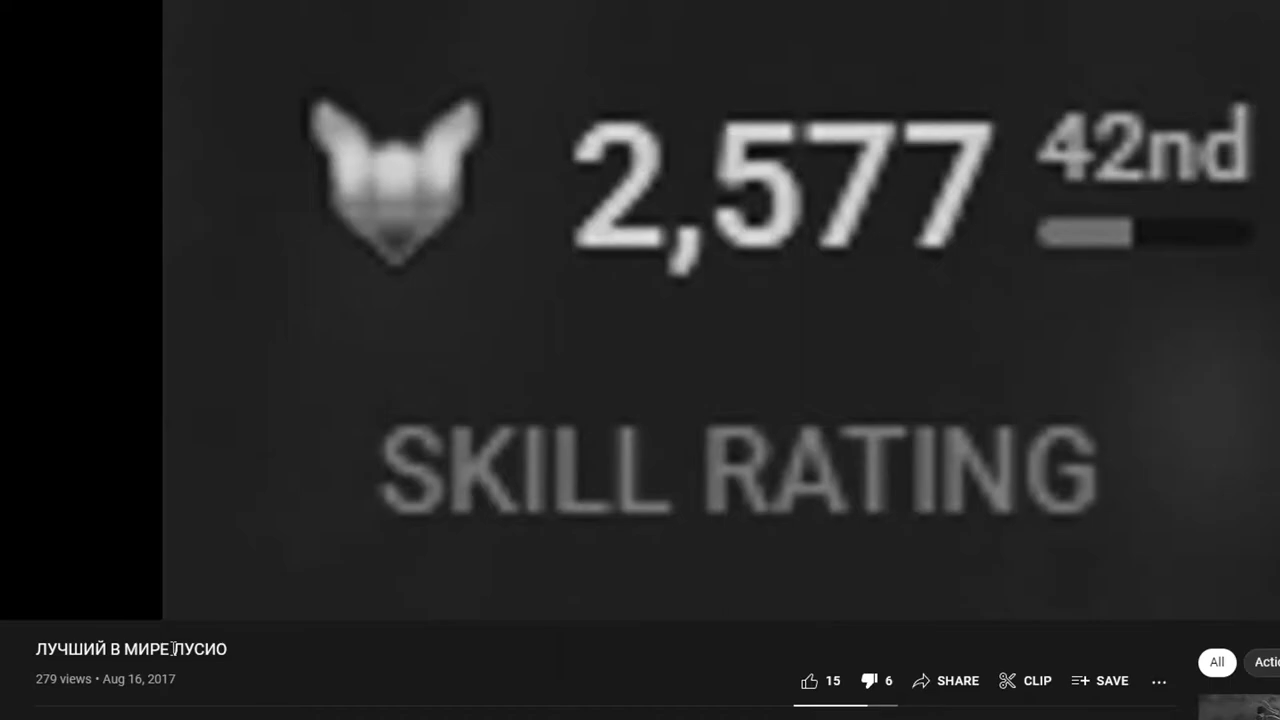 2,577 42nd
SKILL RATING
ЛУЧШИЙ В МИРЕ ЛУСИО
279 views • Aug 16, 2017
15 6 SHARE CLIP SAVE ...
All